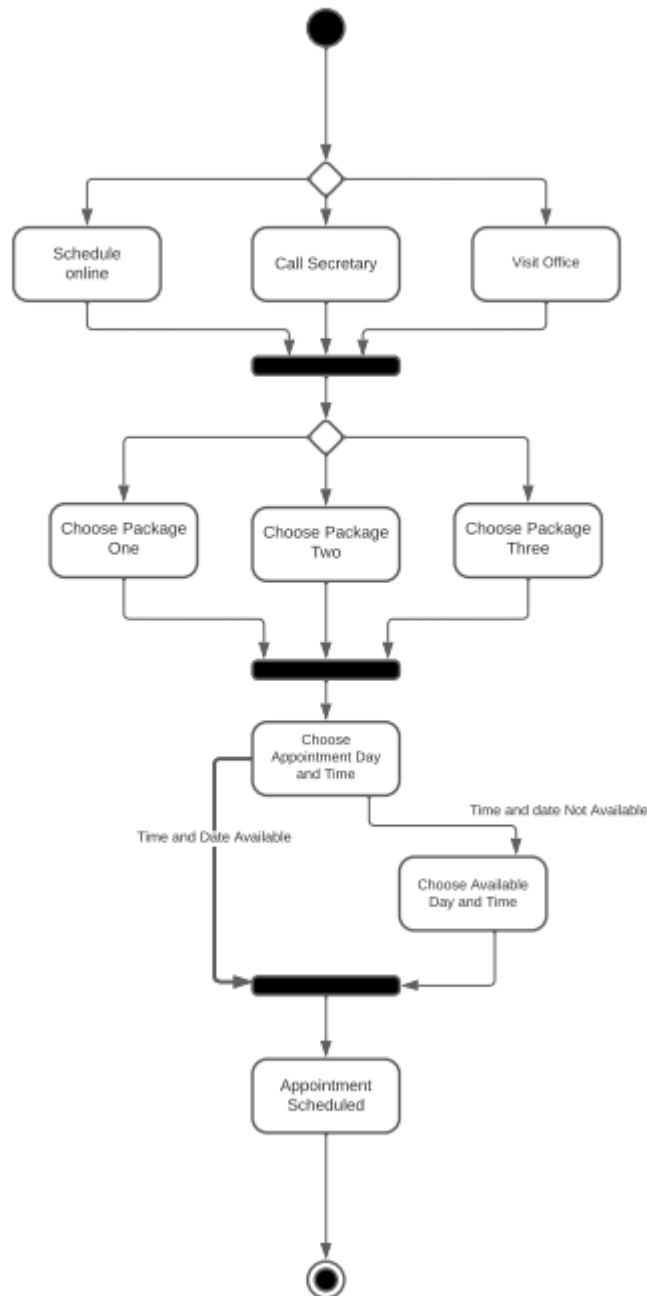 Schedule
online
Call Secretary
Visit Office
Choose Package
One
Choose Package
Two
Choose Package
Three
Choose
Appointment Day
and Time
Time and date Not Available
Time and Date Available
Choose Available
Day and Time
Appointment
Scheduled